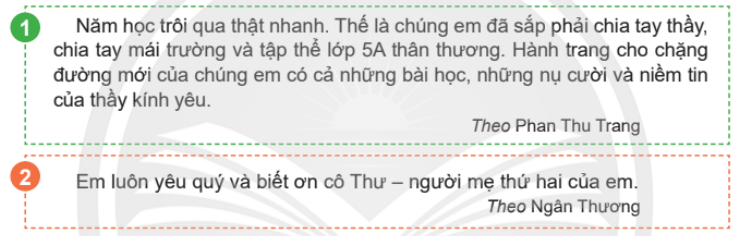 1
Năm học trôi qua thật nhanh. Thế là chúng em đã sắp phải chia tay thầy,
chia tay mái trường và tập thể lớp 5A thân thương. Hành trang cho chặng
đường mới của chúng em có cả những bài học, những nụ cười và niềm tin
của thầy kính yêu.
Theo Phan Thu Trang
2
Em luôn yêu quý và biết ơn cô Thư – người mẹ thứ hai của em.
Theo Ngân Thương